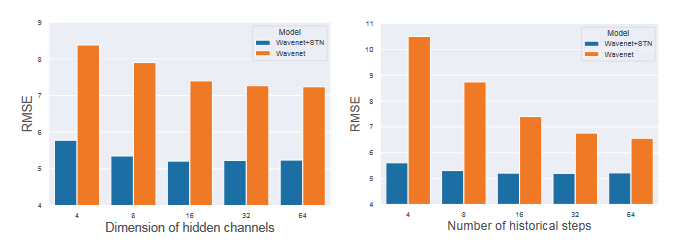 9
8
7
6
5
4
RMSE
Model
Wavenet+STN
Wavenet
4 8 16 32 64
Dimension of hidden channels
11
10
9
8
7
6
5
4
RMSE
Model
Wavenet+STN
Wavenet
4 8 16 32 64
Number of historical steps